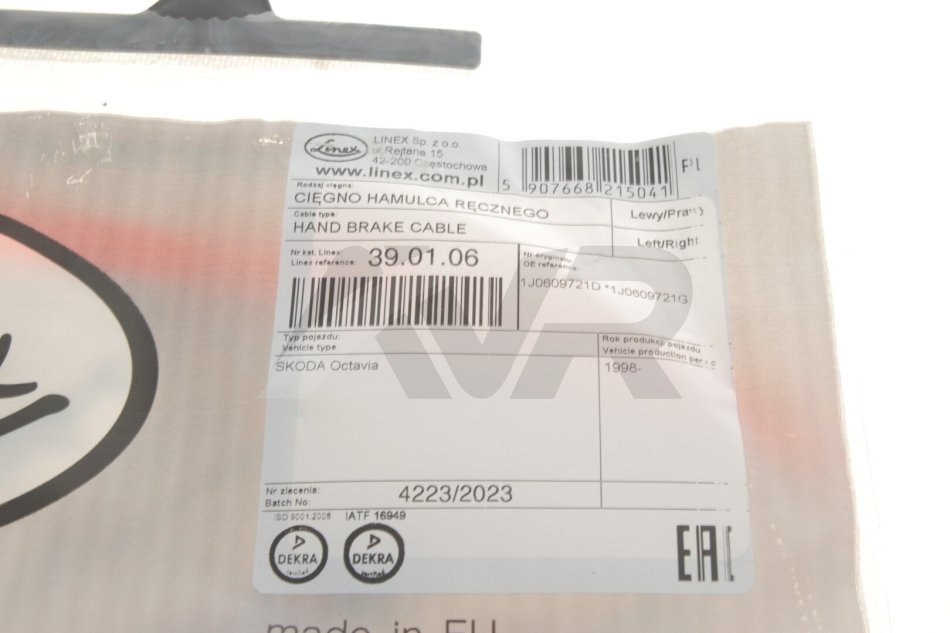 Linex
LINEX Sp. z o.o.
ul. Rejtana 15
42-200 Częstochowa
www.linex.com.pl
5 907668 215041
Rodzaj cięgna:
CIĘGNO HAMULCA RĘCZNEGO
Lewy/Prawy
Cable type:
HAND BRAKE CABLE
Left/Right
Nr kat. Linex:
Linex reference:
39.01.06
Nr oryginału
OE reference:
1J0609721D *1J0609721G
Typ pojazdu:
Vehicle type:
Rok produkcji pojazdu
Vehicle production
SKODA Octavia
1998-
Nr zlecenia:
Batch No:
4223/2023
ISO 9001:2008 IATF 16949
DEKRA
DEKRA
EAC
made in EU
AVR